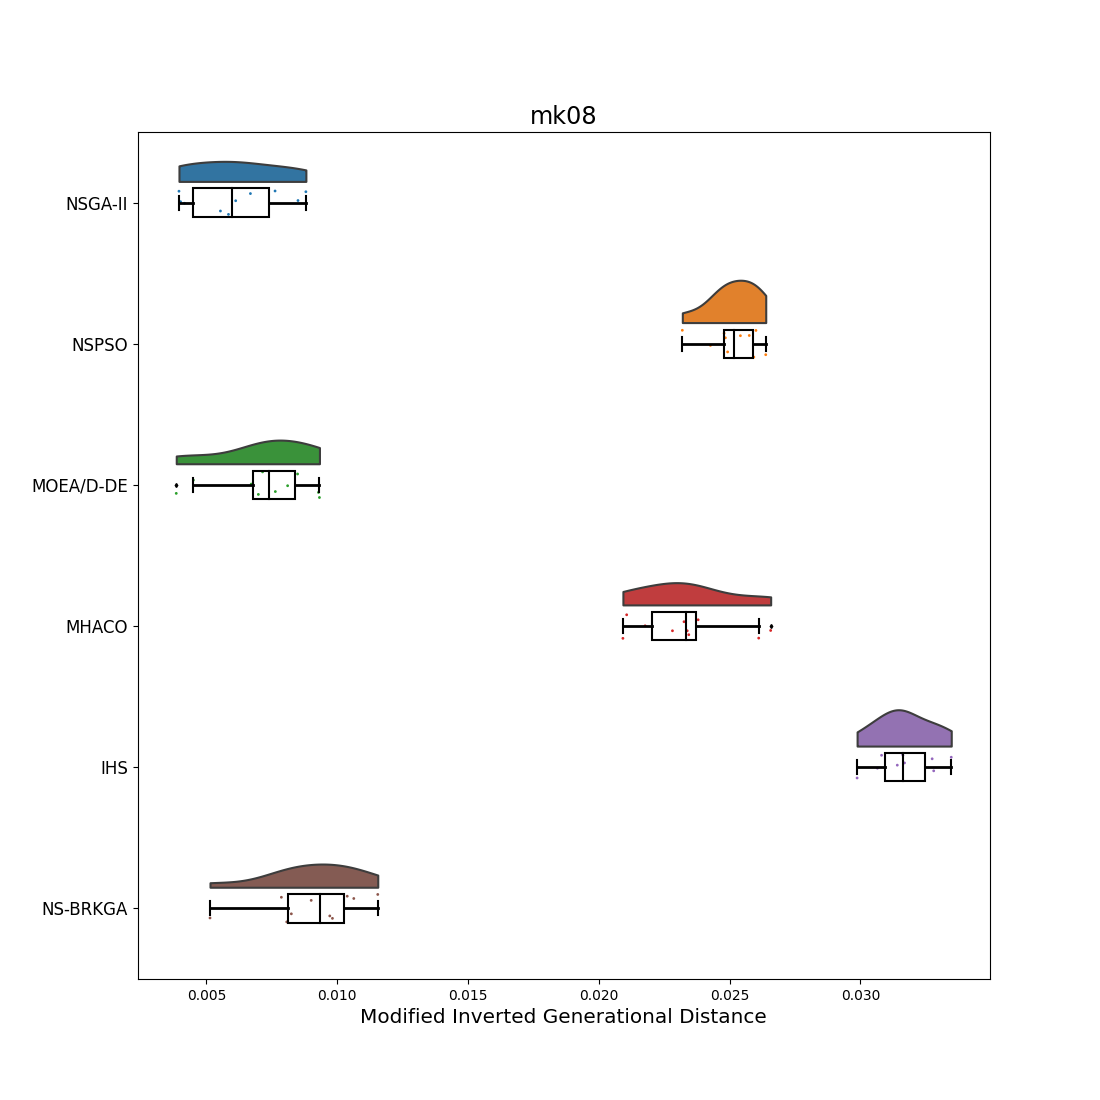 mk08
NSGA-II
NSPSO
MOEA/D-DE
MHACO
IHS
NS-BRKGA
0.005 0.010 0.015 0.020 0.025 0.030
Modified Inverted Generational Distance